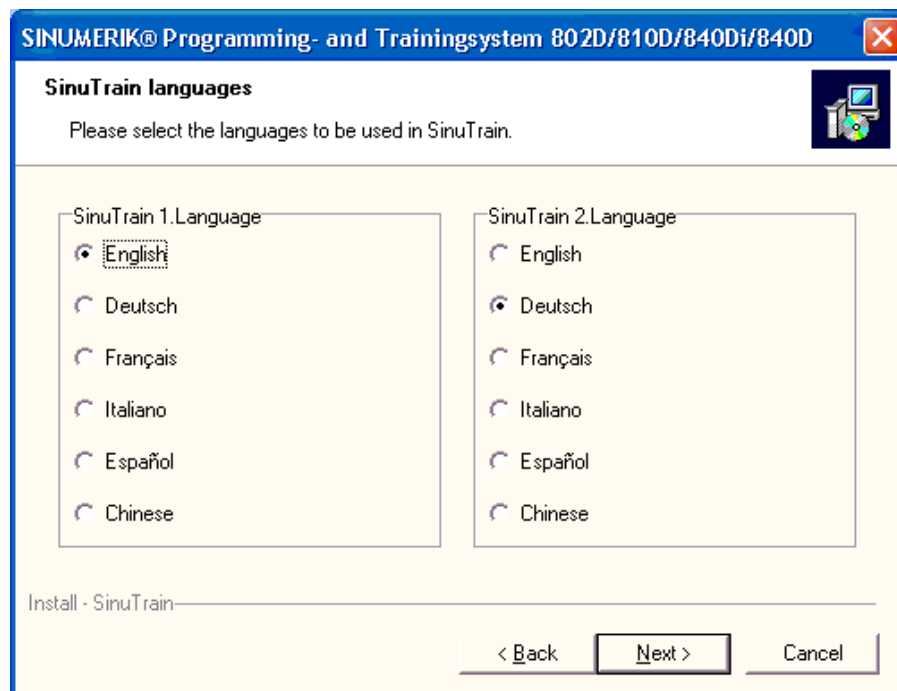 SINUMERIK® Programming- and Trainingsystem 802D/810D/840Di/840D
SinuTrain languages
Please select the languages to be used in SinuTrain.
SinuTrain 1.Language
English
Deutsch
Français
Italiano
Español
Chinese
SinuTrain 2.Language
English
Deutsch
Français
Italiano
Español
Chinese
Install - SinuTrain
< Back
Next >
Cancel